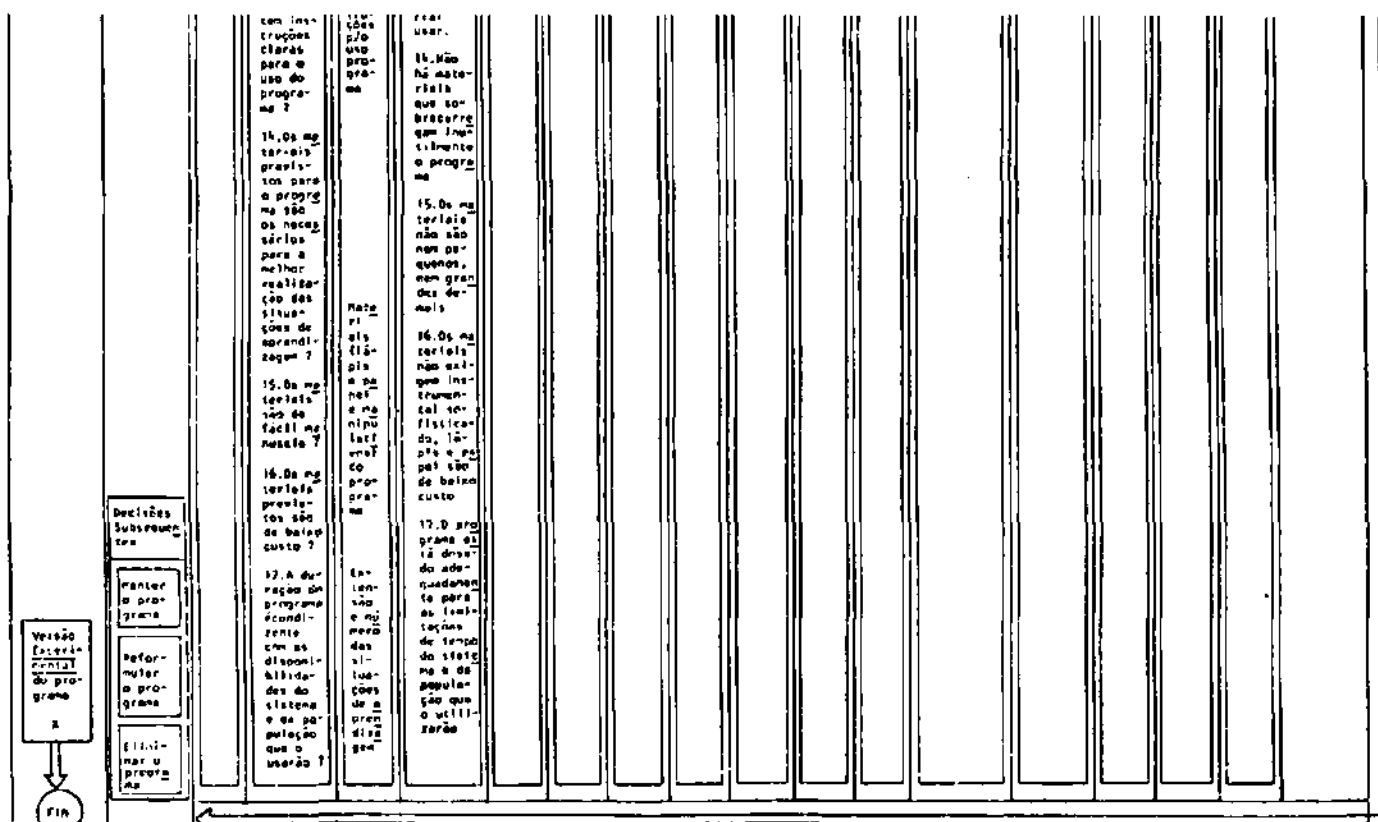 tem ins-
truções
claras
para o
uso do
progra-
ma ?
14.Os ma
ter-ais
previs-
tos para
o progra
ma são
os neces
sários
para a
melhor
realiza-
ção das
situa-
ções de
aprendi-
zagem ?
15.Os ma
teriais
são de
fácil ma
nuseio ?
16.Os ma
teriais
previs-
tos são
de baixo
custo ?
17.A du-
ração do
programa
écondi-
zente
com as
disponi-
bilida-
des do
sistema
e da po-
pulação
que o
usarão ?
ções
p/o
uso
pro-
gra-
ma
Mate
ri
ais
(lá-
pis
e pa
pel
e ma
nipu
do
pro-
gra-
ma
Ex-
ten-
são
e nú
mero
das
si-
tua-
ções
de a
pren
diza
gem
usar.
14.Não
há mate-
riais
que so-
brecarre
gam inu-
tilmente
o progra
ma
15.Os ma
teriais
não são
nem pe-
quenos,
nem gran
des de-
mais
16.Os ma
teriais
não exi-
gem ins-
trumen-
tal so-
fistica-
do, lá-
pis e pa
pel são
de baixo
custo
17.O pro
grama es
tá dosa-
do ade-
quadamen
te para
as limi-
tações
de tempo
do siste
ma e da
popula-
ção que
o utili-
zarão
Decisões
Subsequen
tes
Manter
o pro-
grama
Refor-
mular
o pro-
grama
Elimi-
nar o
progra
ma
Versão
Experi-
mental
do pro-
grama
FIM